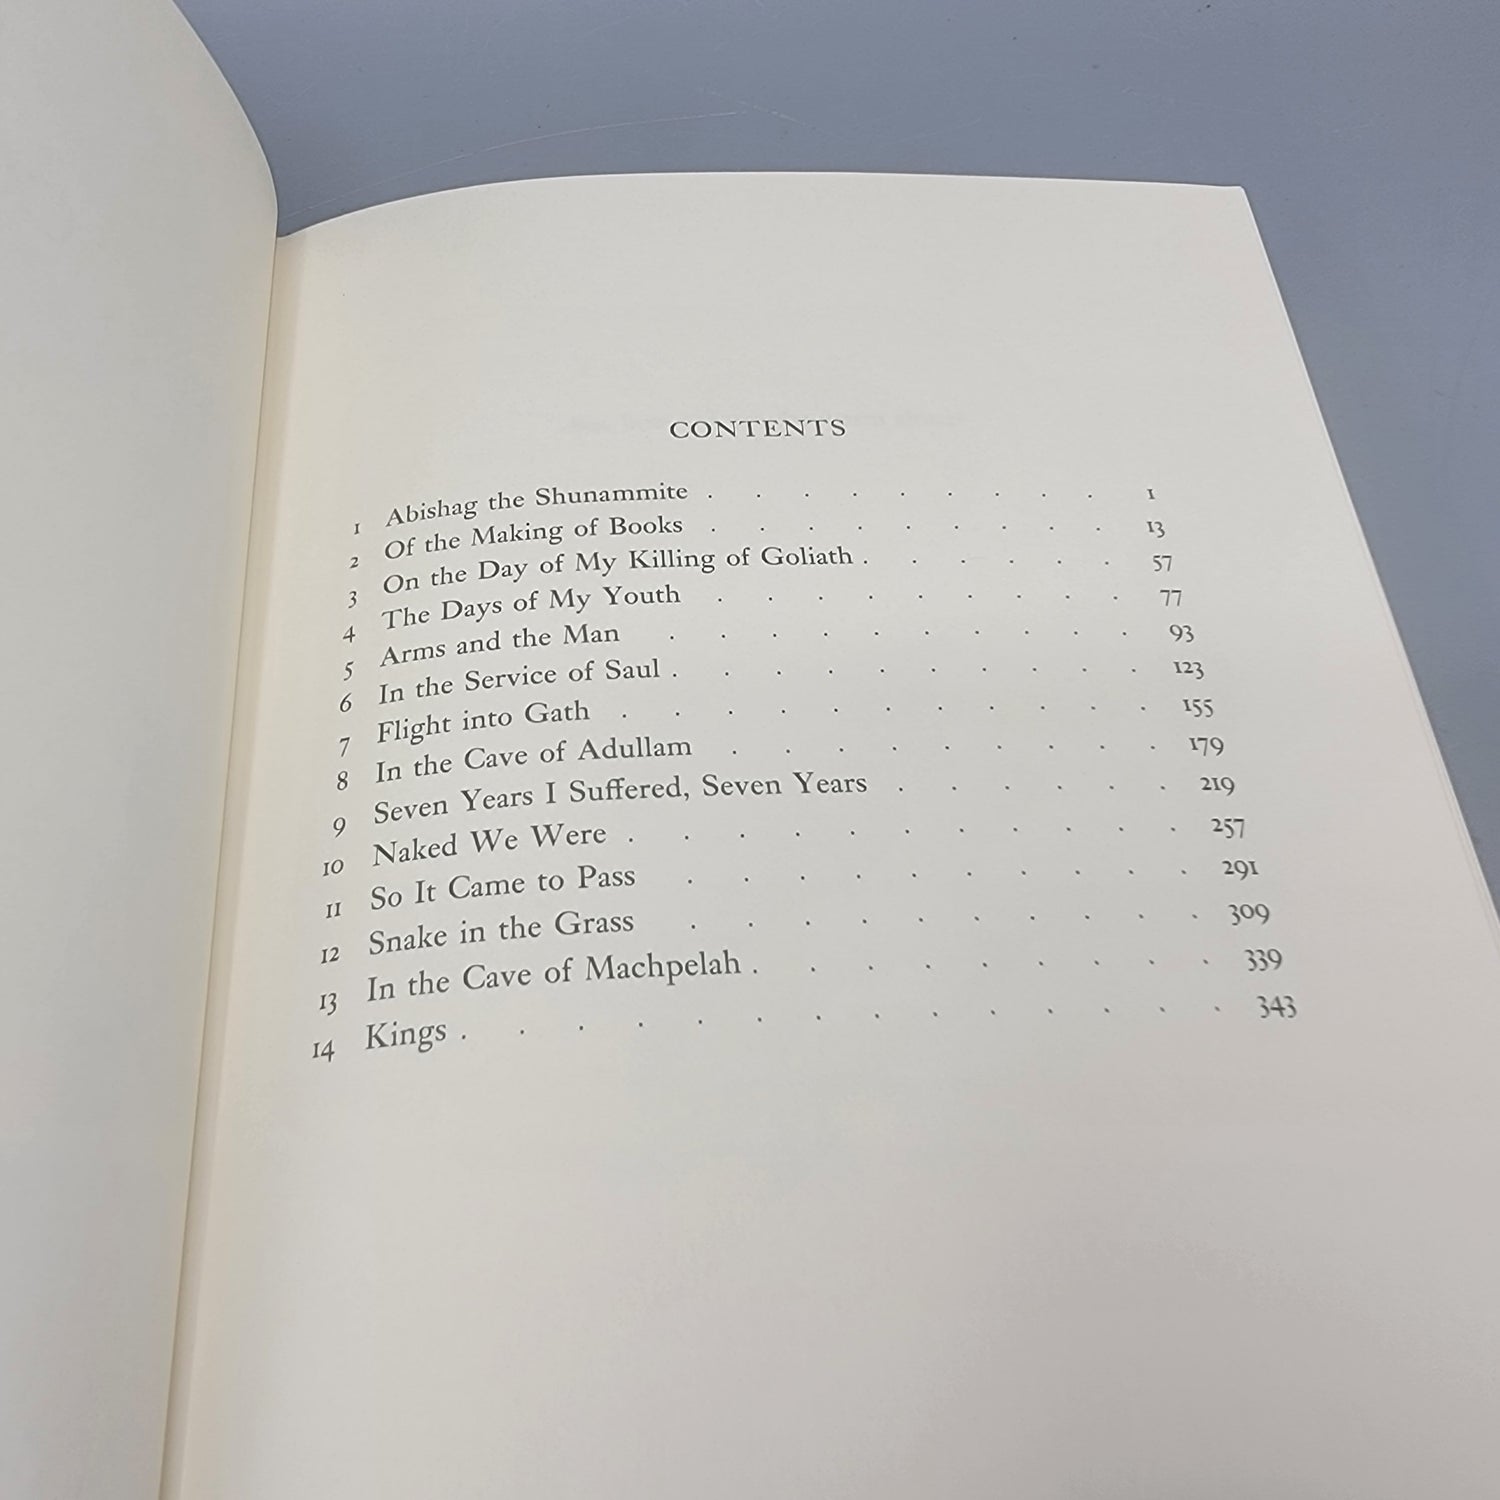 CONTENTS
1 Abishag the Shunammite . . . . . . . . . 1
2 Of the Making of Books . . . . . . . . . 13
3 On the Day of My Killing of Goliath . . . . . . 57
4 The Days of My Youth . . . . . . . . . 77
5 Arms and the Man . . . . . . . . . . 93
6 In the Service of Saul . . . . . . . . . . 123
7 Flight into Gath . . . . . . . . . . . 155
8 In the Cave of Adullam . . . . . . . . . 179
9 Seven Years I Suffered, Seven Years . . . . . . 219
10 Naked We Were . . . . . . . . . . . 257
11 So It Came to Pass . . . . . . . . . . 291
12 Snake in the Grass . . . . . . . . . . 309
13 In the Cave of Machpelah . . . . . . . . . 339
14 Kings . . . . . . . . . . . . . . 343